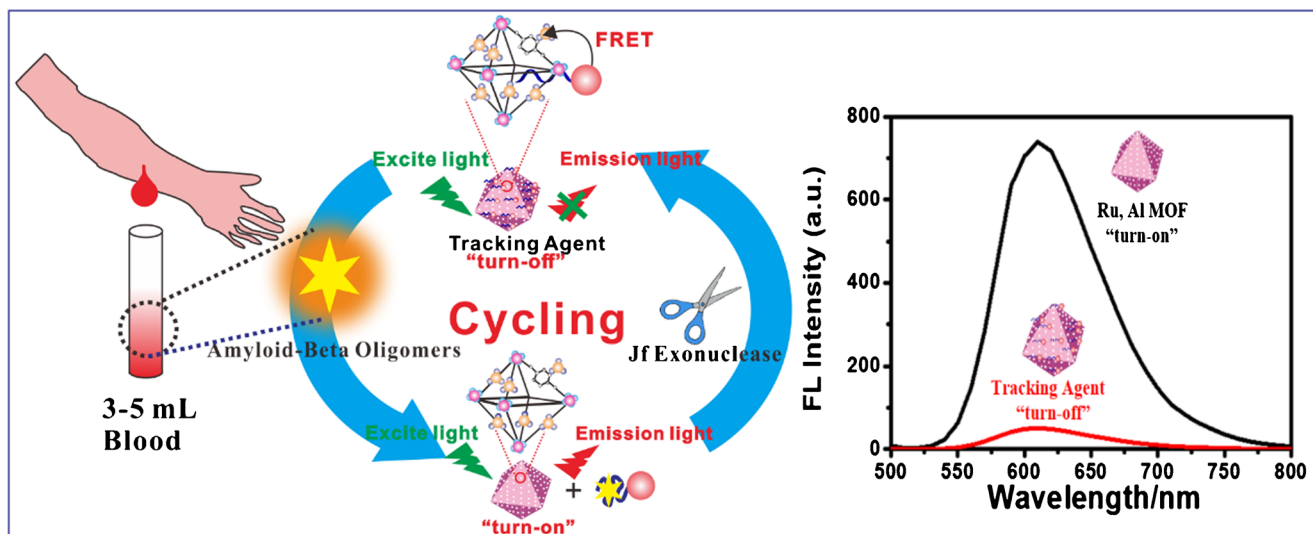 FRET
Excite light
Emission light
Tracking Agent
“turn-off”
Cycling
Amyloid-Beta Oligomers
Jf Exonuclease
3-5 mL
Blood
Excite light
Emission light
+
“turn-on”
FL Intensity (a.u.)
800
600
400
200
0
500
550
600
650
700
750
800
Wavelength/nm
Ru, Al MOF
“turn-on”
Tracking Agent
“turn-off”